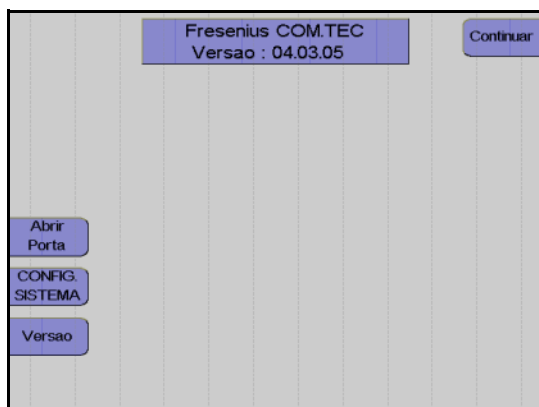 Fresenius COM.TEC
Versao : 04.03.05
Continuar
Abrir
Porta
CONFIG.
SISTEMA
Versao